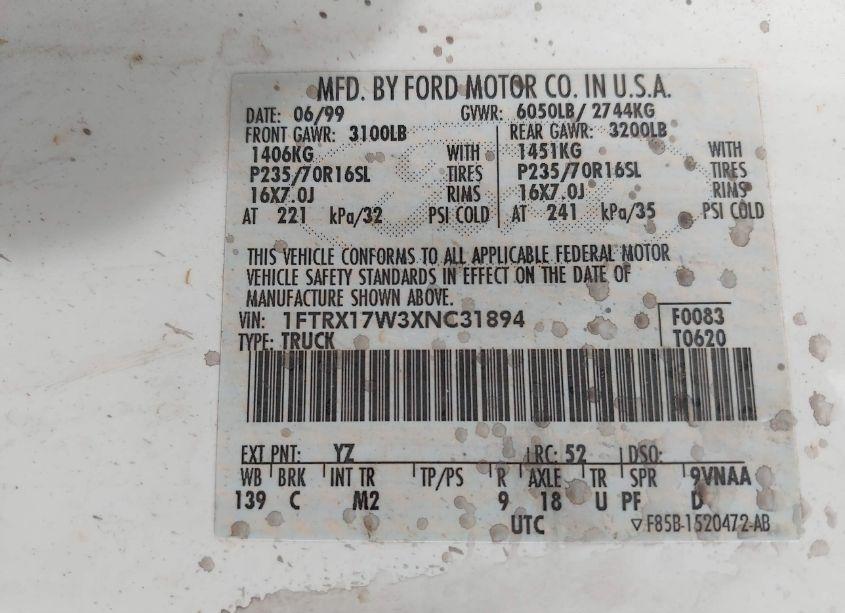 MFD. BY FORD MOTOR CO. IN U.S.A.
DATE: 06/99 GVWR: 6050LB/ 2744KG
FRONT GAWR: 3100LB REAR GAWR: 3200LB
1406KG WITH 1451KG WITH
P235/70R16SL TIRES P235/70R16SL TIRES
16X7.0J RIMS 16X7.0J RIMS
AT 221 kPa/32 PSI COLD AT 241 kPa/35 PSI COLD
THIS VEHICLE CONFORMS TO ALL APPLICABLE FEDERAL MOTOR
VEHICLE SAFETY STANDARDS IN EFFECT ON THE DATE OF
MANUFACTURE SHOWN ABOVE.
VIN: 1FTRX17W3XNC31894 F0083
TYPE: TRUCK T0620
EXT PNT: YZ RC: 52 DSO:
WB BRK INT TR TP/PS R AXLE TR SPR 9VNAA
139 C M2 9 18 U PF D
UTC ▽F85B-1520472-AB